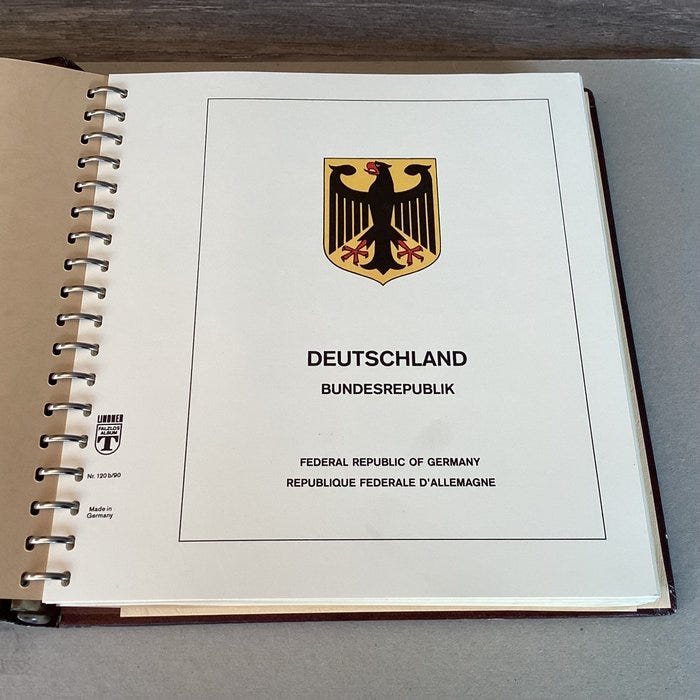 DEUTSCHLAND
BUNDESREPUBLIK
FEDERAL REPUBLIC OF GERMANY
REPUBLIQUE FEDERALE D'ALLEMAGNE
LINDNER
FALZLOS
ALBUM
T
Nr. 120 b/90
Made in
Germany